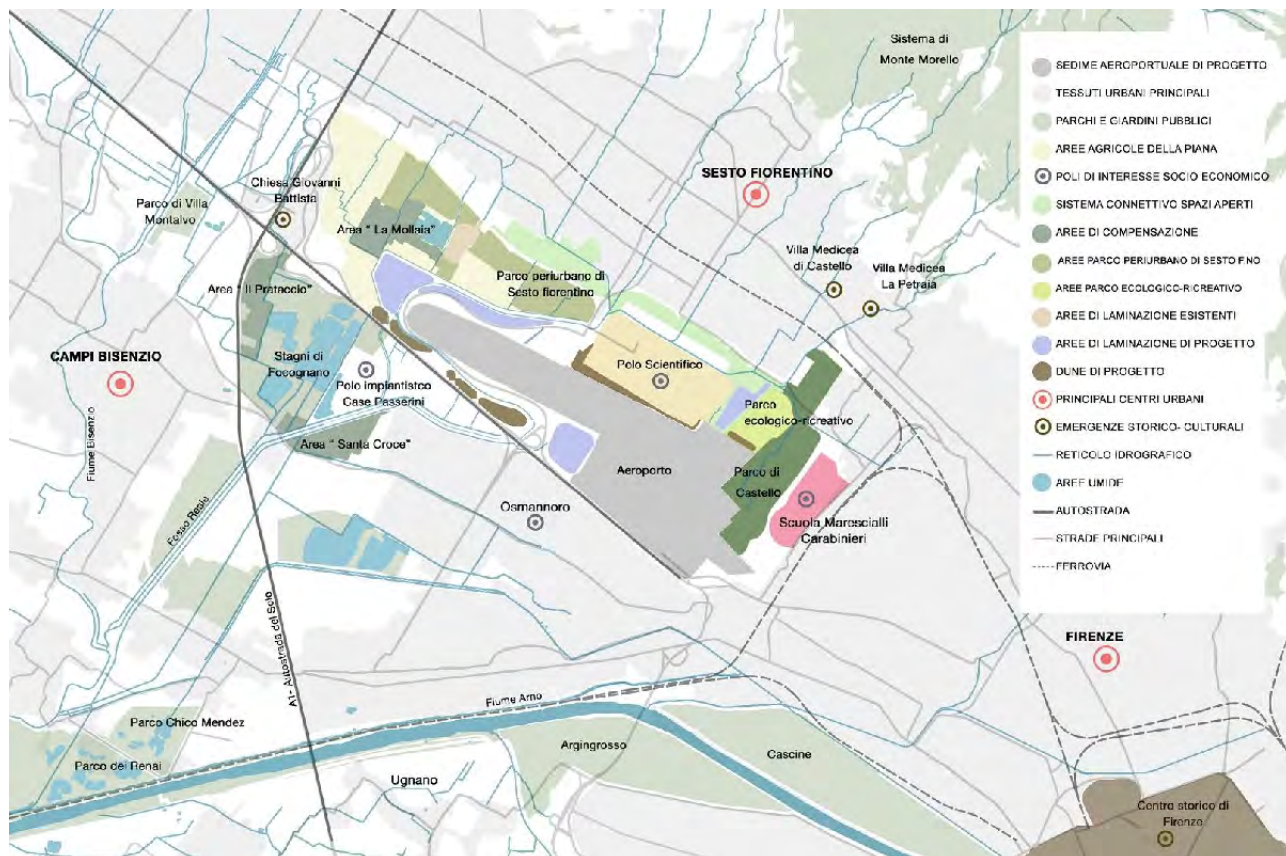 Sistema di
Monte Morello
SESTO FIORENTINO
Chiesa Giovanni
Battista
Parco di Villa
Montalvo
Area " La Mollaia"
Villa Medicea
di Castello
Villa Medicea
La Petraia
Parco periurbano di
Sesto fiorentino
Area " Il Prataccio"
CAMPI BISENZIO
Stagni di
Focognano
Polo impiantistco
Case Passerini
Polo Scientifico
Parco
ecologico-ricreativo
Area " Santa Croce"
Fiume Bisenzio
Aeroporto
Parco di
Castello
Osmannoro
Scuola Marescialli
Carabinieri
Fosso Reale
A1- Autostrada del Sole
FIRENZE
Fiume Arno
Parco Chico Mendez
Parco dei Renai
Argingrosso
Cascine
Ugnano
Centro storico di
Firenze
SEDIME AEROPORTUALE DI PROGETTO
TESSUTI URBANI PRINCIPALI
PARCHI E GIARDINI PUBBLICI
AREE AGRICOLE DELLA PIANA
POLI DI INTERESSE SOCIO ECONOMICO
SISTEMA CONNETTIVO SPAZI APERTI
AREE DI COMPENSAZIONE
AREE PARCO PERIURBANO DI SESTO F.NO
AREE PARCO ECOLOGICO-RICREATIVO
AREE DI LAMINAZIONE ESISTENTI
AREE DI LAMINAZIONE DI PROGETTO
DUNE DI PROGETTO
PRINCIPALI CENTRI URBANI
EMERGENZE STORICO- CULTURALI
RETICOLO IDROGRAFICO
AREE UMIDE
AUTOSTRADA
STRADE PRINCIPALI
FERROVIA